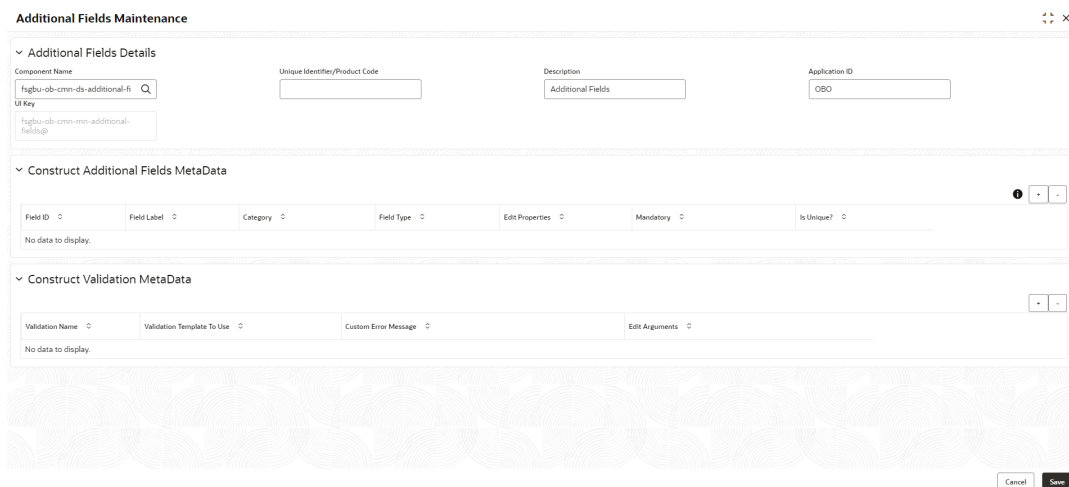 Additional Fields Maintenance
Additional Fields Details
Component Name Unique Identifier/Product Code Description Application ID
fsgbu-ob-cmn-ds-additional-fi Additional Fields OBO
UI Key
fsgbu-ob-cmn-mn-additional-
fields@
Construct Additional Fields MetaData
+ -
Field ID Field Label Category Field Type Edit Properties Mandatory Is Unique?
No data to display.
Construct Validation MetaData
+ -
Validation Name Validation Template To Use Custom Error Message Edit Arguments
No data to display.
Cancel Save